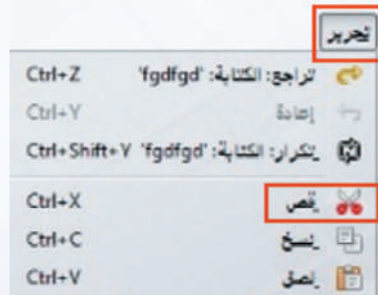 تحرير
تراجع: الكتابة: 'fgdfgd' Ctrl+Z
إعادة Ctrl+Y
تكرار: الكتابة: 'fgdfgd' Ctrl+Shift+Y
قص Ctrl+X
نسخ Ctrl+C
لصق Ctrl+V